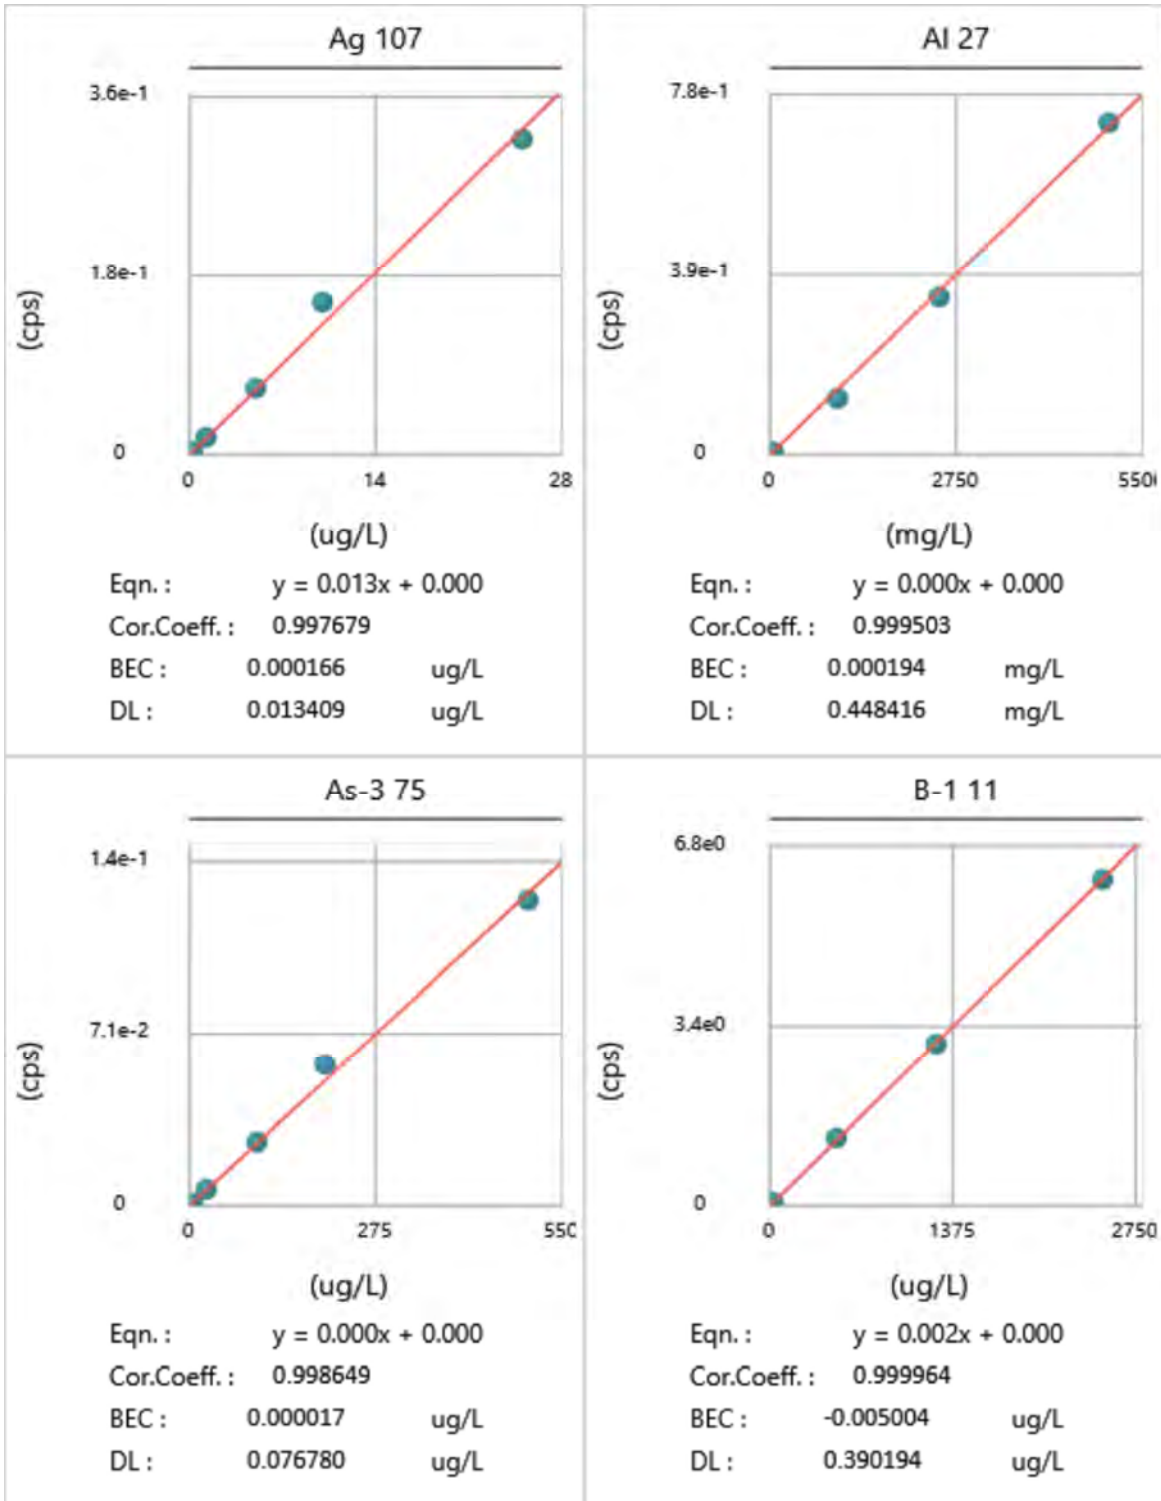 Ag 107
3.6e-1
1.8e-1
0
(cps)
0 14 28
(ug/L)
Eqn. : y = 0.013x + 0.000
Cor.Coeff. : 0.997679
BEC : 0.000166 ug/L
DL : 0.013409 ug/L
Al 27
7.8e-1
3.9e-1
0
(cps)
0 2750 550
(mg/L)
Eqn. : y = 0.000x + 0.000
Cor.Coeff. : 0.999503
BEC : 0.000194 mg/L
DL : 0.448416 mg/L
As-3 75
1.4e-1
7.1e-2
0
(cps)
0 275 550
(ug/L)
Eqn. : y = 0.000x + 0.000
Cor.Coeff. : 0.998649
BEC : 0.000017 ug/L
DL : 0.076780 ug/L
B-1 11
6.8e0
3.4e0
0
(cps)
0 1375 2750
(ug/L)
Eqn. : y = 0.002x + 0.000
Cor.Coeff. : 0.999964
BEC : -0.005004 ug/L
DL : 0.390194 ug/L